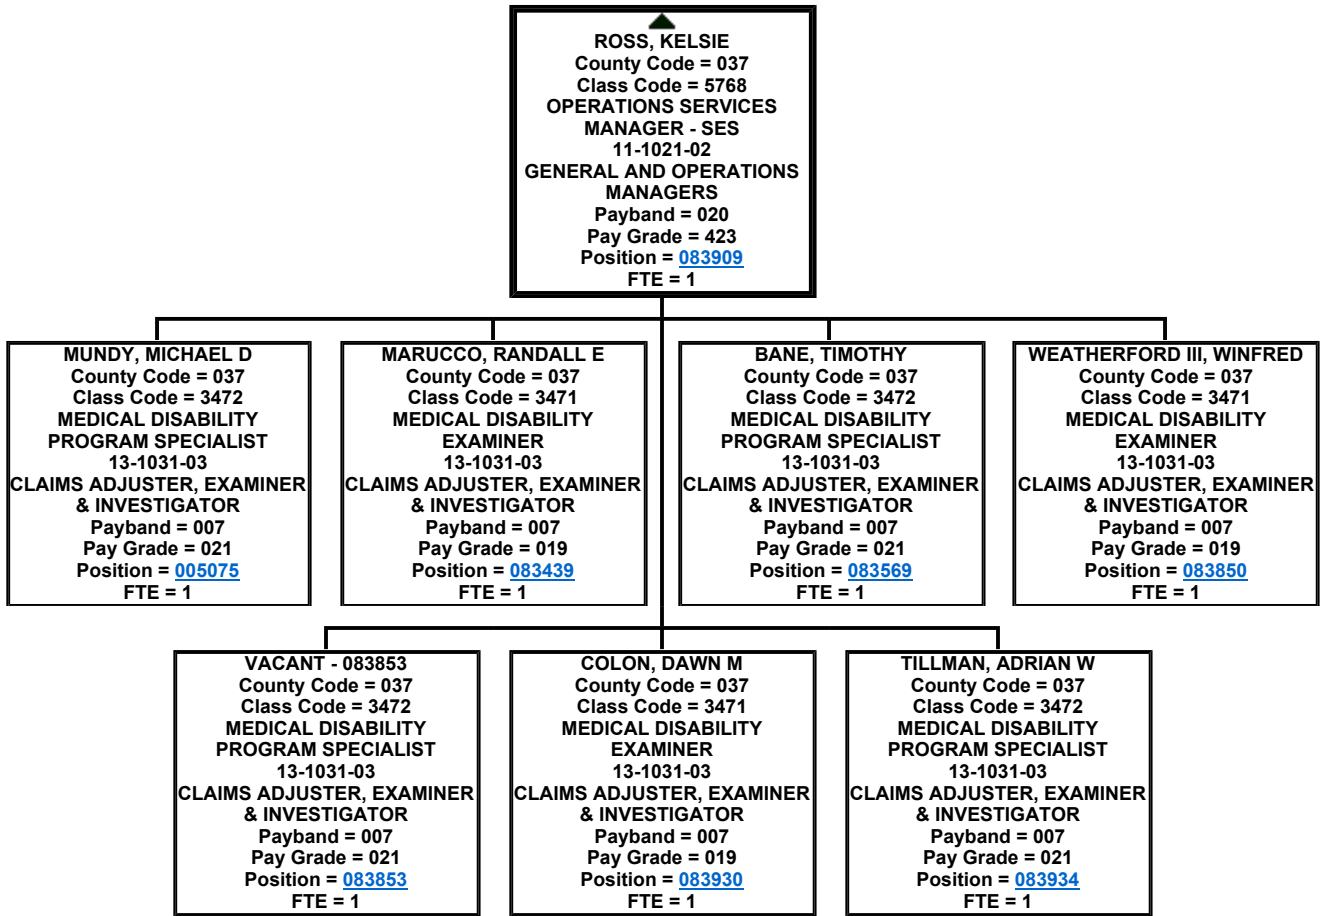 ROSS, KELSIE
County Code = 037
Class Code = 5768
OPERATIONS SERVICES
MANAGER - SES
11-1021-02
GENERAL AND OPERATIONS
MANAGERS
Payband = 020
Pay Grade = 423
Position = 083909
FTE = 1
MUNDY, MICHAEL D
County Code = 037
Class Code = 3472
MEDICAL DISABILITY
PROGRAM SPECIALIST
13-1031-03
CLAIMS ADJUSTER, EXAMINER
& INVESTIGATOR
Payband = 007
Pay Grade = 021
Position = 005075
FTE = 1
MARUCCO, RANDALL E
County Code = 037
Class Code = 3471
MEDICAL DISABILITY
EXAMINER
13-1031-03
CLAIMS ADJUSTER, EXAMINER
& INVESTIGATOR
Payband = 007
Pay Grade = 019
Position = 083439
FTE = 1
BANE, TIMOTHY
County Code = 037
Class Code = 3472
MEDICAL DISABILITY
PROGRAM SPECIALIST
13-1031-03
CLAIMS ADJUSTER, EXAMINER
& INVESTIGATOR
Payband = 007
Pay Grade = 021
Position = 083569
FTE = 1
WEATHERFORD III, WINFRED
County Code = 037
Class Code = 3471
MEDICAL DISABILITY
EXAMINER
13-1031-03
CLAIMS ADJUSTER, EXAMINER
& INVESTIGATOR
Payband = 007
Pay Grade = 019
Position = 083850
FTE = 1
VACANT - 083853
County Code = 037
Class Code = 3472
MEDICAL DISABILITY
PROGRAM SPECIALIST
13-1031-03
CLAIMS ADJUSTER, EXAMINER
& INVESTIGATOR
Payband = 007
Pay Grade = 021
Position = 083853
FTE = 1
COLON, DAWN M
County Code = 037
Class Code = 3471
MEDICAL DISABILITY
EXAMINER
13-1031-03
CLAIMS ADJUSTER, EXAMINER
& INVESTIGATOR
Payband = 007
Pay Grade = 019
Position = 083930
FTE = 1
TILLMAN, ADRIAN W
County Code = 037
Class Code = 3472
MEDICAL DISABILITY
PROGRAM SPECIALIST
13-1031-03
CLAIMS ADJUSTER, EXAMINER
& INVESTIGATOR
Payband = 007
Pay Grade = 021
Position = 083934
FTE = 1